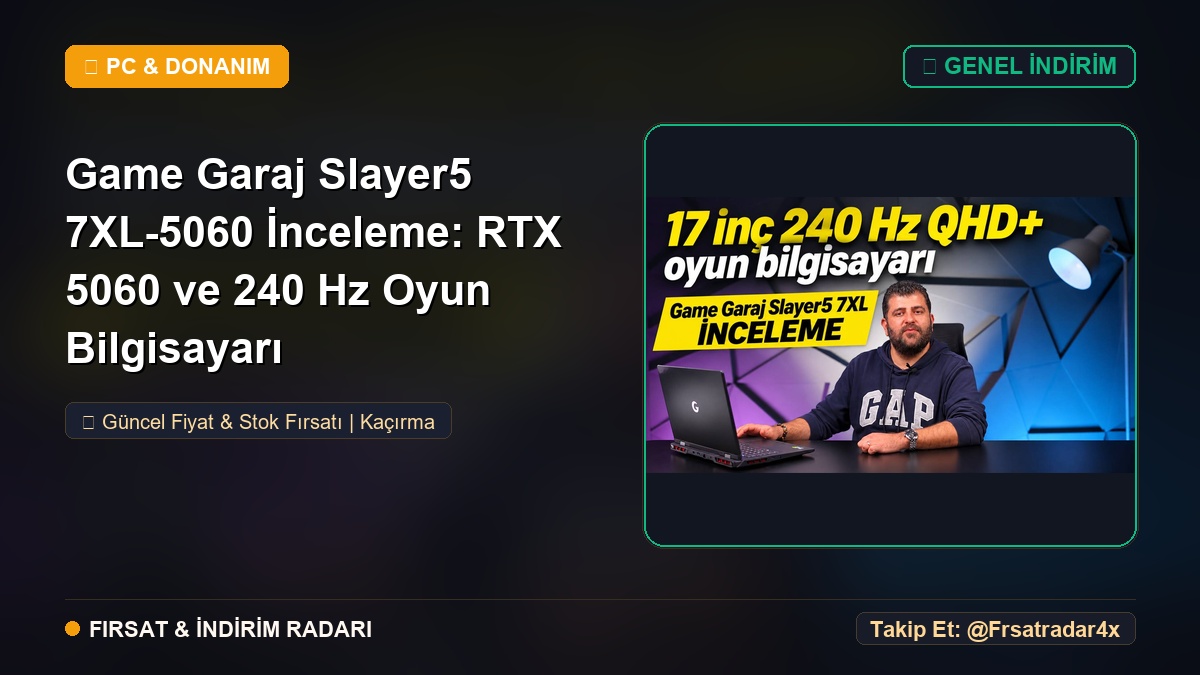 PC & DONANIM
GENEL İNDİRİM
Game Garaj Slayer5
7XL-5060 İnceleme: RTX
5060 ve 240 Hz Oyun
Bilgisayarı
Güncel Fiyat & Stok Fırsatı | Kaçırma
17 inç 240 Hz QHD+
oyun bilgisayarı
Game Garaj Slayer5 7XL
İNCELEME
GAP
G
FIRSAT & İNDİRİM RADARI
Takip Et: @Frsatradar4x